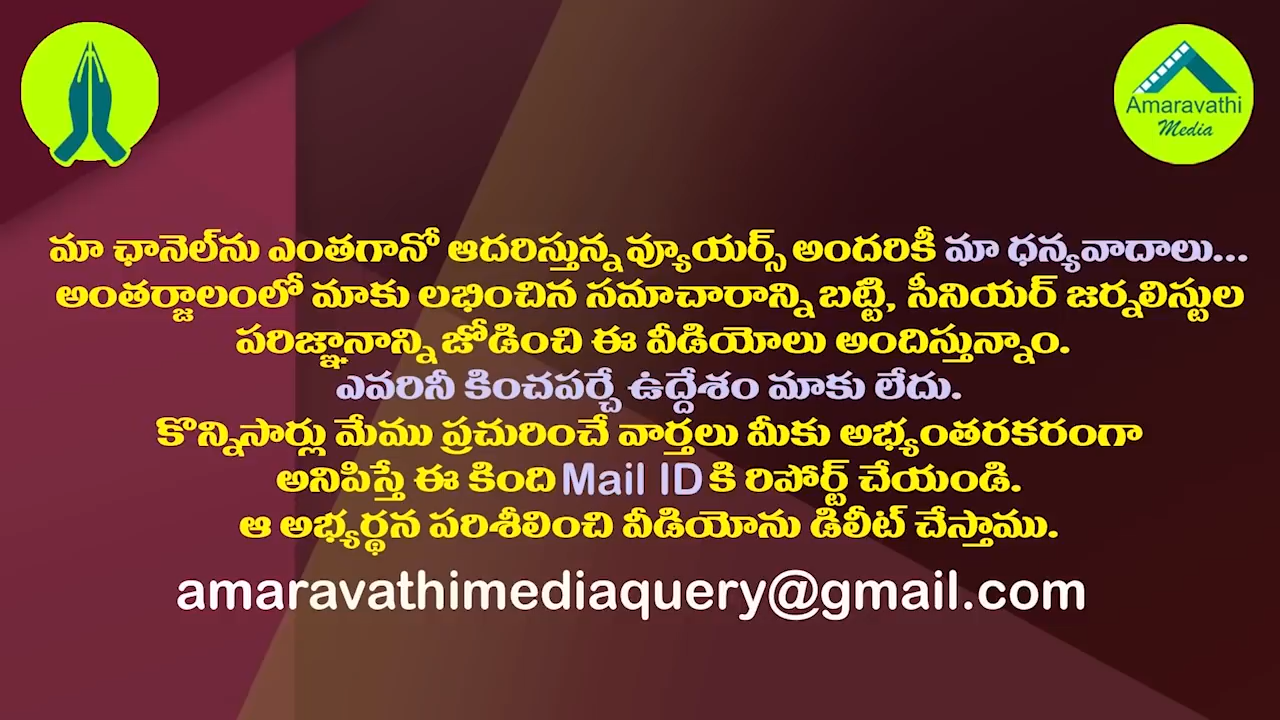 Amaravathi
Media
మా ఛానెల్‌ను ఎంతగానో ఆదరిస్తున్న వ్యూయర్స్ అందరికీ మా ధన్యవాదాలు...
అంతర్జాలంలో మాకు లభించిన సమాచారాన్ని బట్టి, సీనియర్ జర్నలిస్టుల
పరిజ్ఞానాన్ని జోడించి ఈ వీడియోలు అందిస్తున్నాం.
ఎవరినీ కించపర్చే ఉద్దేశం మాకు లేదు.
కొన్నిసార్లు మేము ప్రచురించే వార్తలు మీకు అభ్యంతరకరంగా
అనిపిస్తే ఈ కింది Mail ID కి రిపోర్ట్ చేయండి.
ఆ అభ్యర్థన పరిశీలించి వీడియోను డిలీట్ చేస్తాము.
amaravathimediaquery@gmail.com